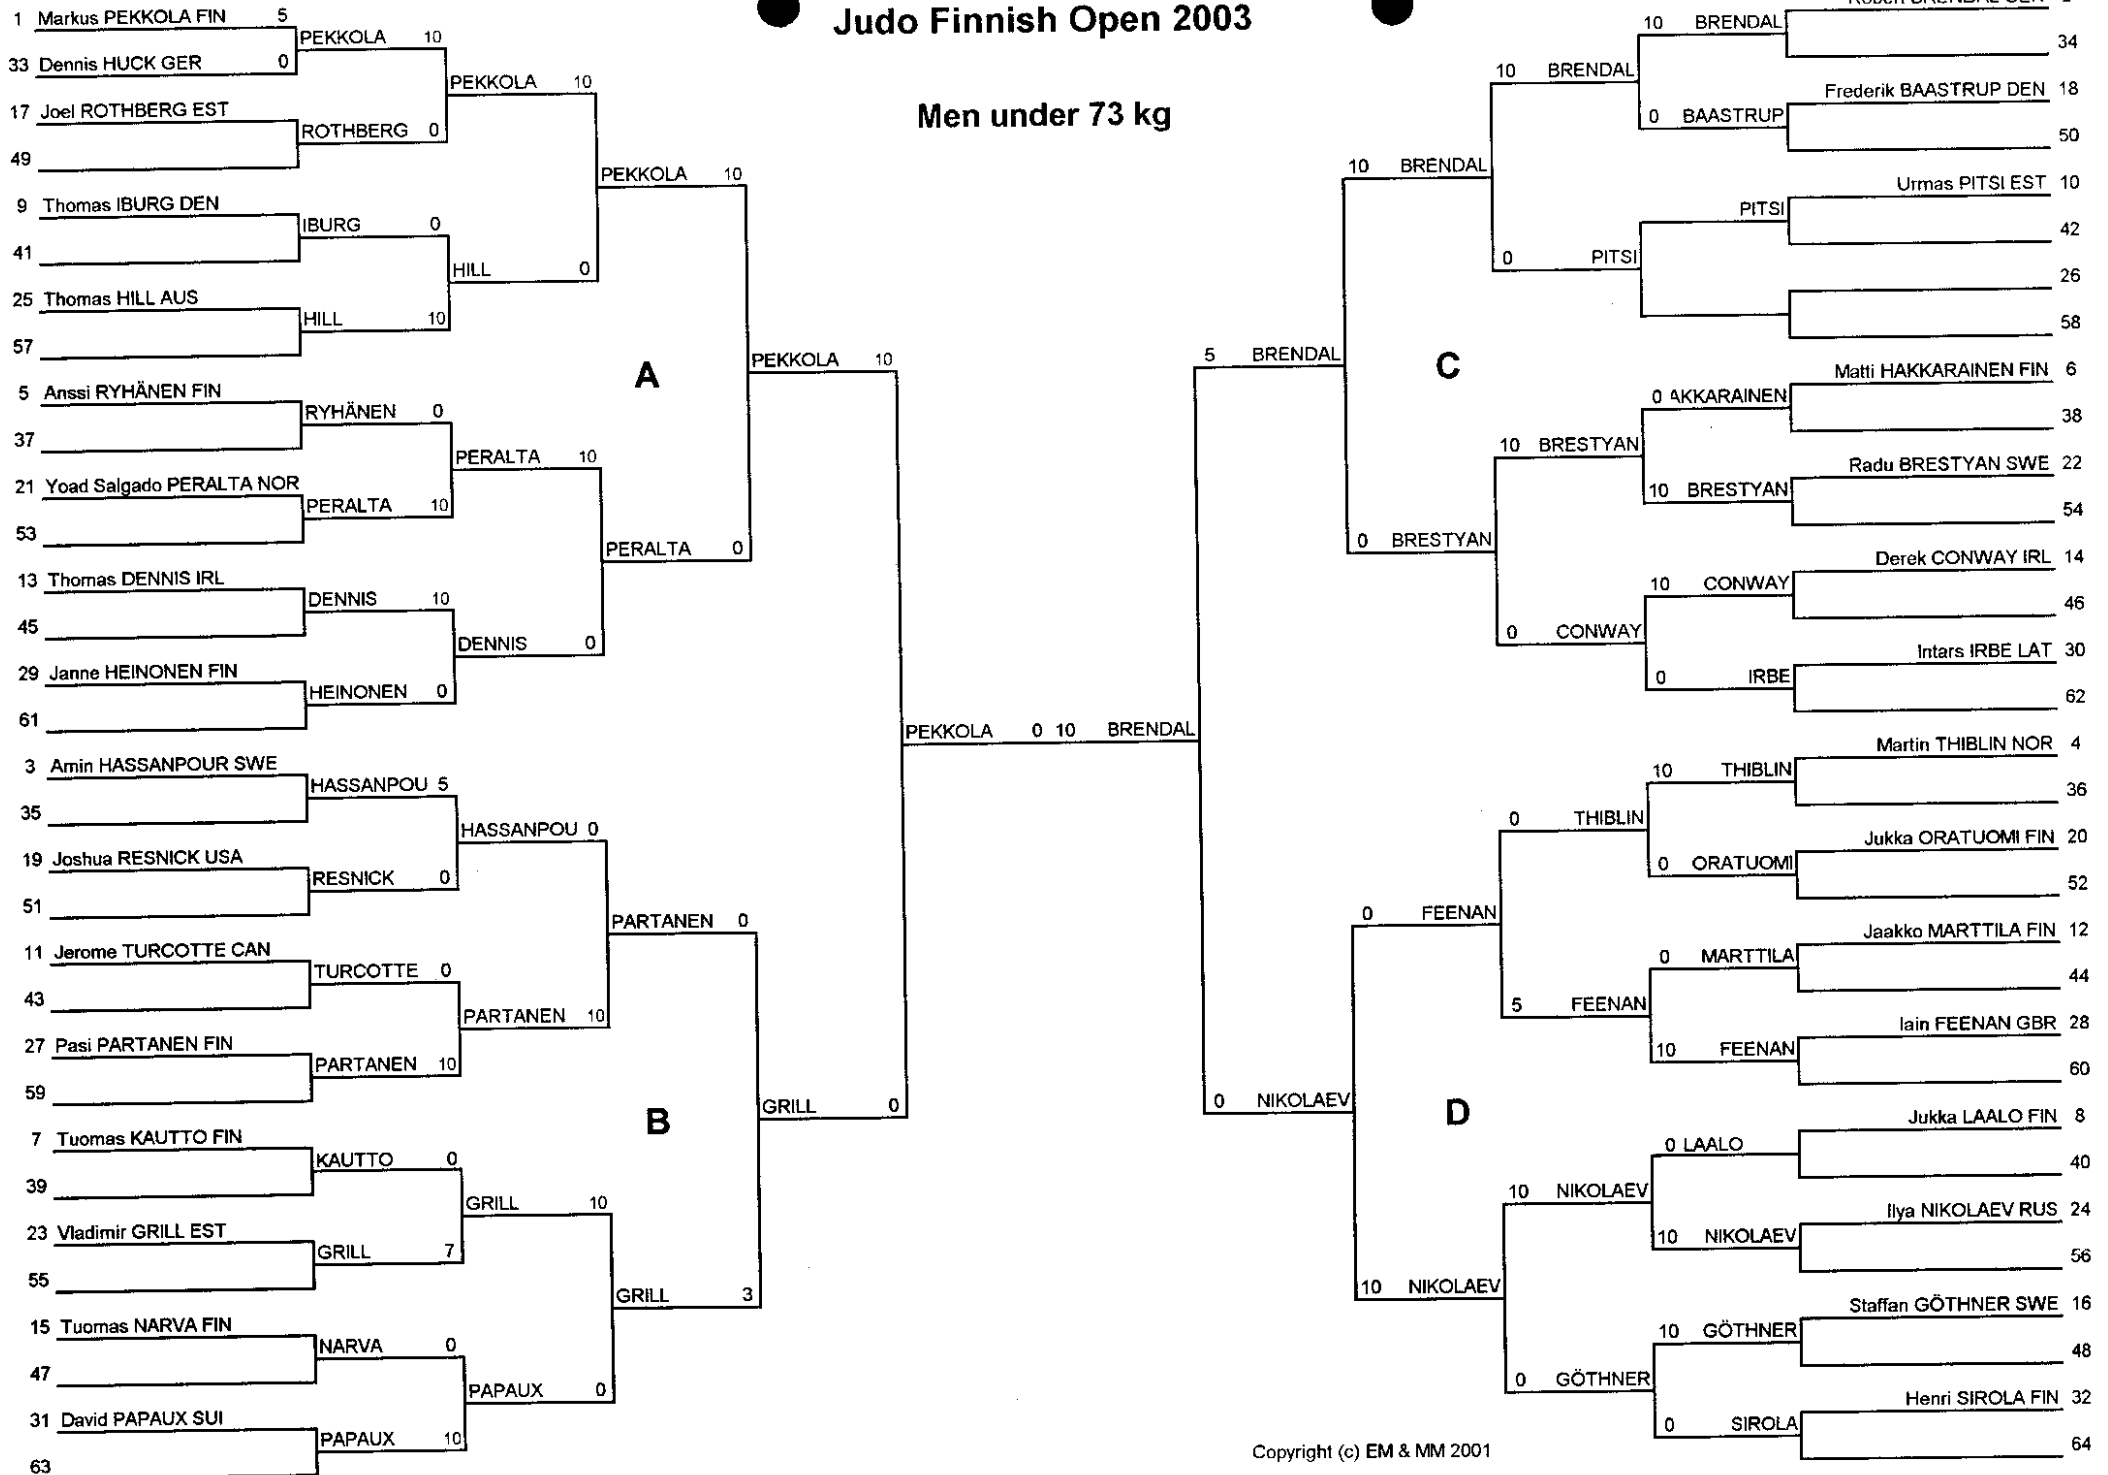 Judo Finnish Open 2003
Men under 73 kg
1 Markus PEKKOLA FIN 5
PEKKOLA 10
33 Dennis HUCK GER 0
PEKKOLA 10
17 Joel ROTHBERG EST
ROTHBERG 0
49
PEKKOLA 10
9 Thomas IBURG DEN
IBURG 0
41
HILL 0
25 Thomas HILL AUS
HILL 10
57
PEKKOLA 10
A
5 Anssi RYHÄNEN FIN
RYHÄNEN 0
37
PERALTA 10
21 Yoad Salgado PERALTA NOR
PERALTA 10
53
PERALTA 0
13 Thomas DENNIS IRL
DENNIS 10
45
DENNIS 0
29 Janne HEINONEN FIN
HEINONEN 0
61
PEKKOLA 0 10 BRENDAL
3 Amin HASSANPOUR SWE
HASSANPOU 5
35
HASSANPOU 0
19 Joshua RESNICK USA
RESNICK 0
51
PARTANEN 0
11 Jerome TURCOTTE CAN
TURCOTTE 0
43
PARTANEN 10
27 Pasi PARTANEN FIN
PARTANEN 10
59
GRILL 0
B
7 Tuomas KAUTTO FIN
KAUTTO 0
39
GRILL 10
23 Vladimir GRILL EST
GRILL 7
55
GRILL 3
15 Tuomas NARVA FIN
NARVA 0
47
PAPAUX 0
31 David PAPAUX SUI
PAPAUX 10
63
10 BRENDAL
34
10 BRENDAL
Frederik BAASTRUP DEN 18
0 BAASTRUP
50
10 BRENDAL
Urmas PITSI EST 10
PITSI
42
0 PITSI
26
58
5 BRENDAL
C
Matti HAKKARAINEN FIN 6
0 AKKARAINEN
38
10 BRESTYAN
Radu BRESTYAN SWE 22
10 BRESTYAN
54
0 BRESTYAN
Derek CONWAY IRL 14
10 CONWAY
46
0 CONWAY
Intars IRBE LAT 30
0 IRBE
62
Martin THIBLIN NOR 4
10 THIBLIN
36
0 THIBLIN
Jukka ORATUOMI FIN 20
0 ORATUOMI
52
0 FEENAN
Jaakko MARTTILA FIN 12
0 MARTTILA
44
5 FEENAN
Iain FEENAN GBR 28
10 FEENAN
60
0 NIKOLAEV
D
Jukka LAALO FIN 8
0 LAALO
40
10 NIKOLAEV
Ilya NIKOLAEV RUS 24
10 NIKOLAEV
56
10 NIKOLAEV
Staffan GÖTHNER SWE 16
10 GÖTHNER
48
0 GÖTHNER
Henri SIROLA FIN 32
0 SIROLA
64
Copyright (c) EM & MM 2001